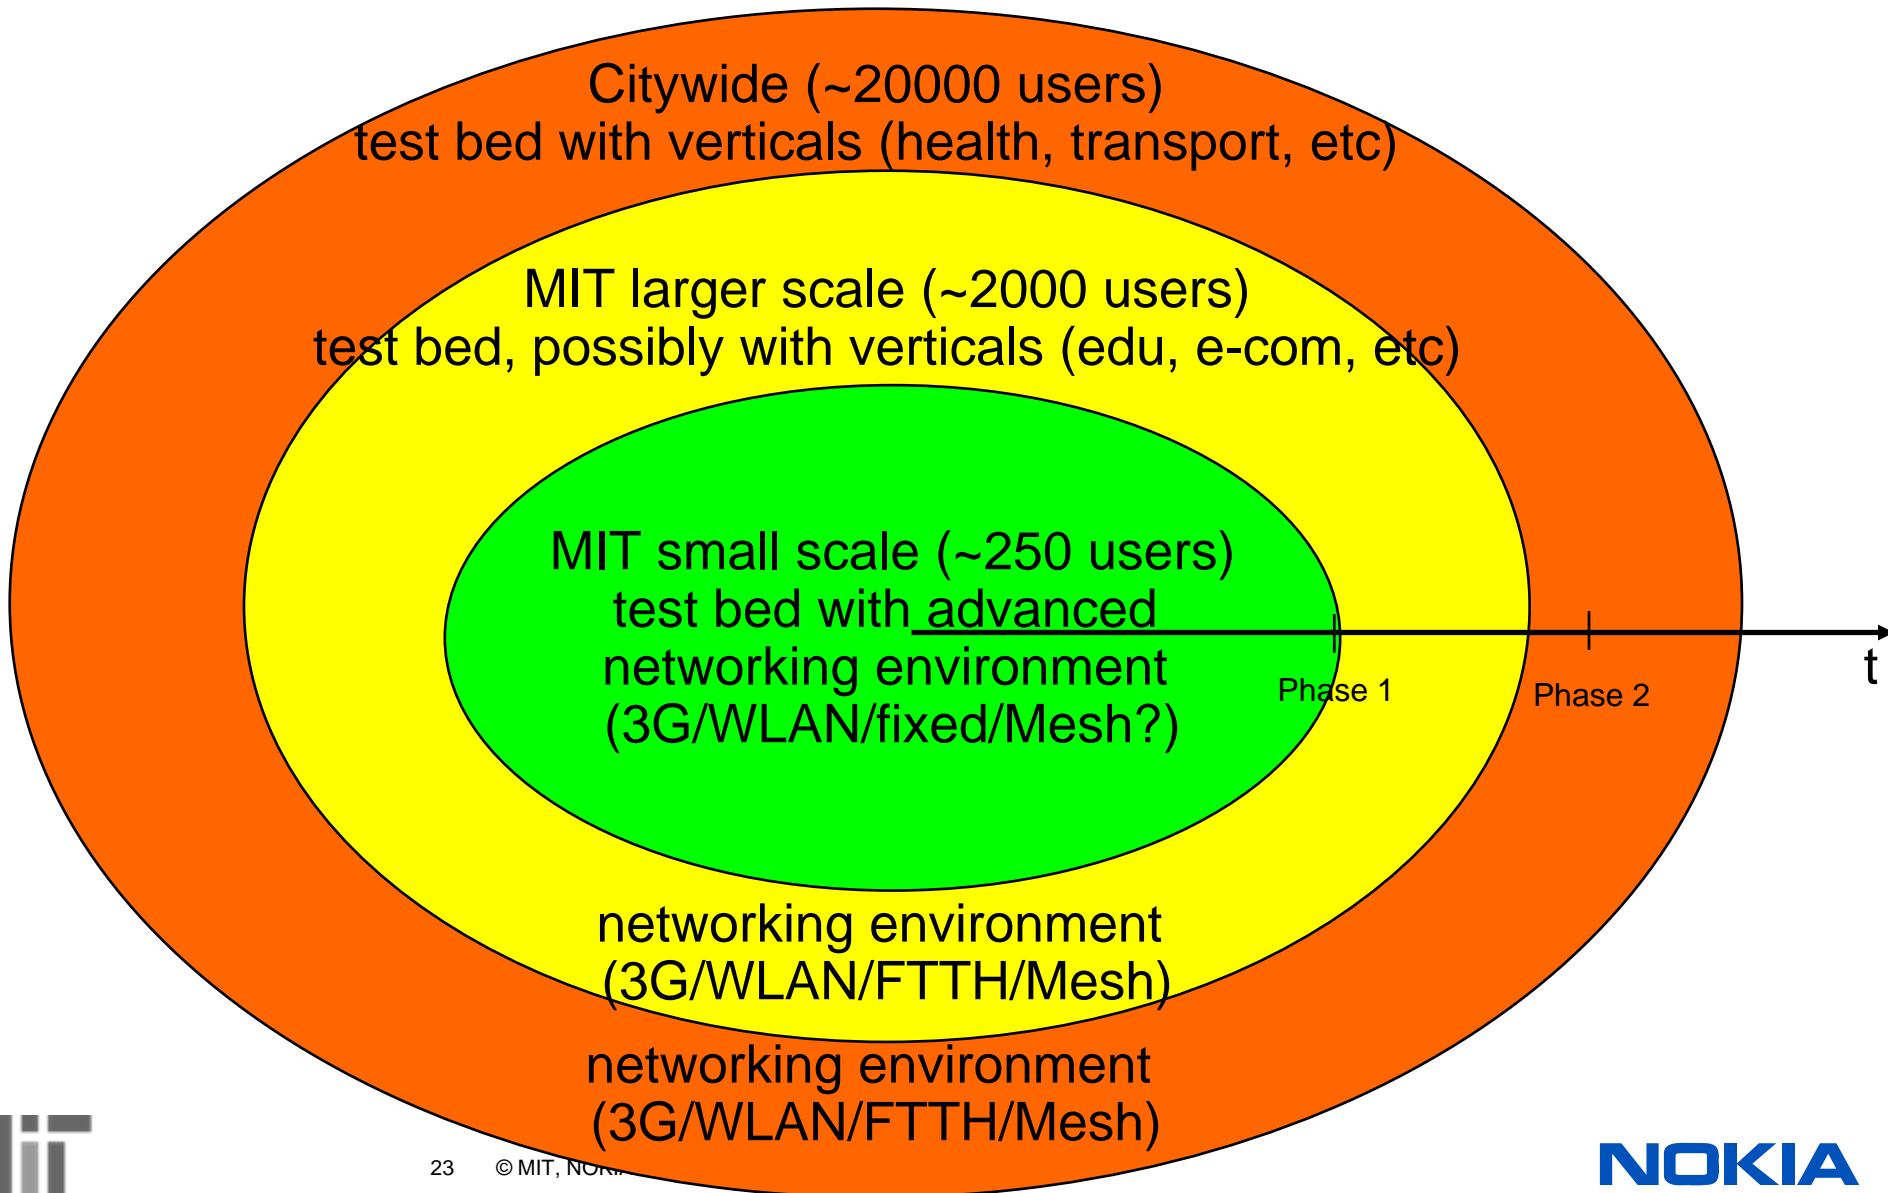 Citywide (~20000 users)
test bed with verticals (health, transport, etc)
MIT larger scale (~2000 users)
test bed, possibly with verticals (edu, e-com, etc)
MIT small scale (~250 users)
test bed with advanced
networking environment
(3G/WLAN/fixed/Mesh?)
t
Phase 1
Phase 2
networking environment
(3G/WLAN/FTTH/Mesh)
networking environment
(3G/WLAN/FTTH/Mesh)
23 © MIT, NOKIA
NOKIA